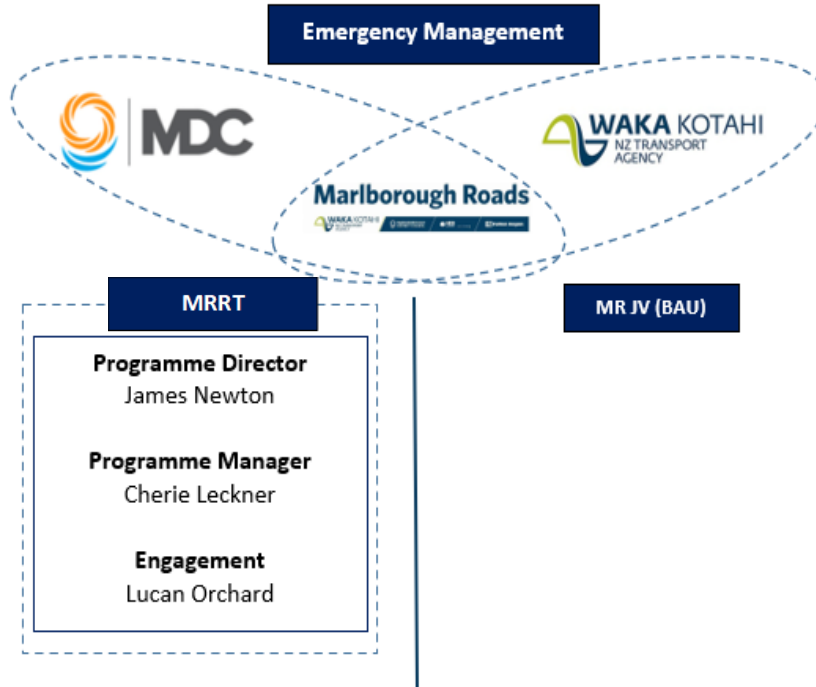 Emergency Management
MDC
WAKA KOTAHI
NZ TRANSPORT
AGENCY
Marlborough Roads
WAKA KOTAHI
MRRT
MR JV (BAU)
Programme Director
James Newton
Programme Manager
Cherie Leckner
Engagement
Lucan Orchard